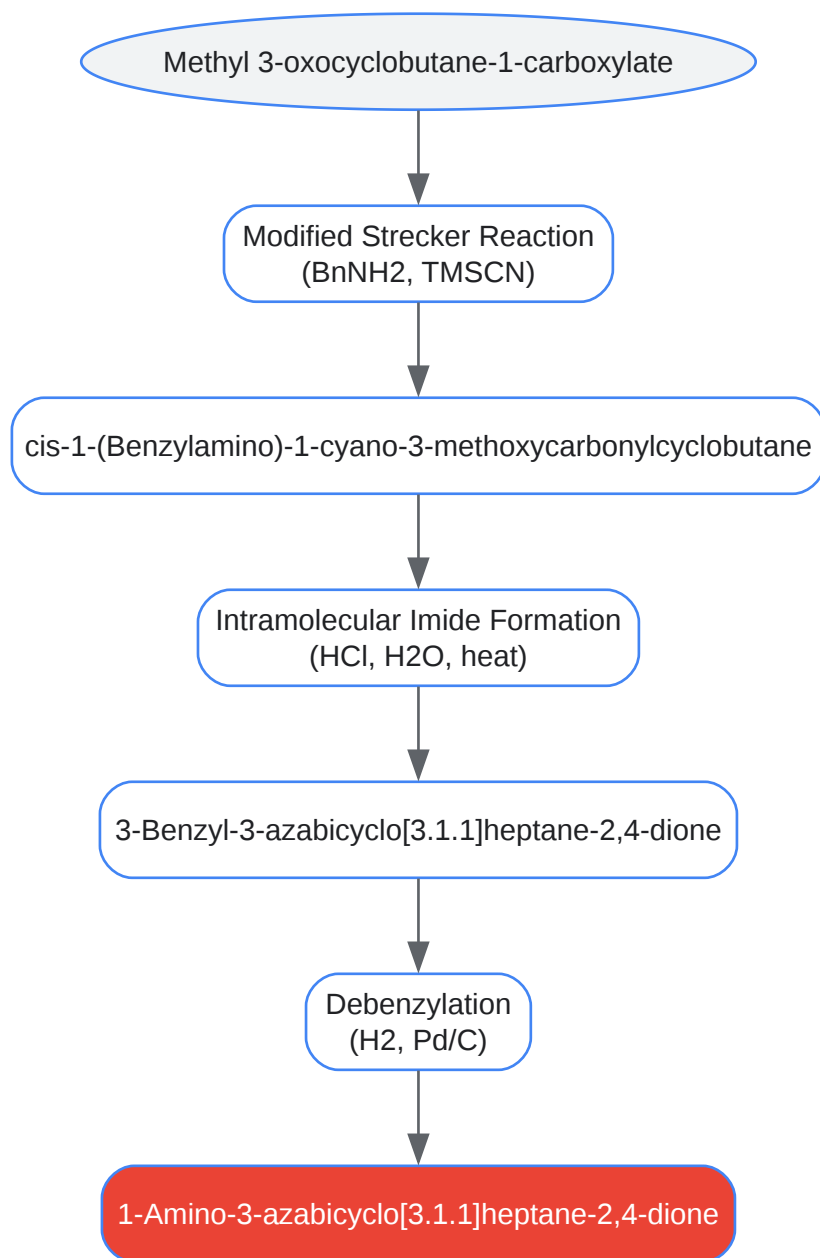 Methyl 3-oxocyclobutane-1-carboxylate
Modified Strecker Reaction
(BnNH2, TMSCN)
cis-1-(Benzylamino)-1-cyano-3-methoxycarbonylcyclobutane
Intramolecular Imide Formation
(HCl, H2O, heat)
3-Benzyl-3-azabicyclo[3.1.1]heptane-2,4-dione
Debenzylation
(H2, Pd/C)
1-Amino-3-azabicyclo[3.1.1]heptane-2,4-dione